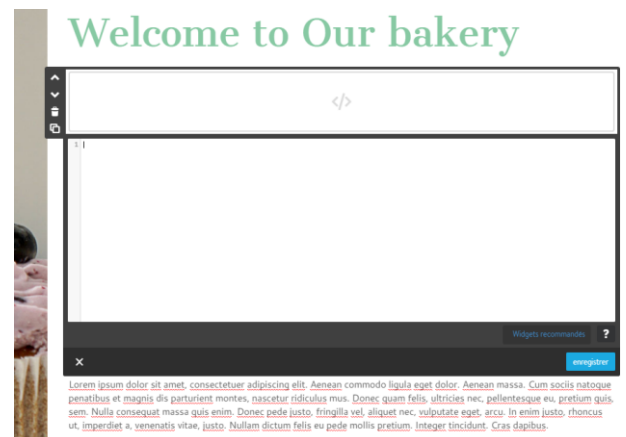 Welcome to Our bakery
</>
1
Widgets recommandés ?
enregistrer
Lorem ipsum dolor sit amet, consectetuer adipiscing elit. Aenean commodo ligula eget dolor. Aenean massa. Cum sociis natoque
penatibus et magnis dis parturient montes, nascetur ridiculus mus. Donec quam felis, ultricies nec, pellentesque eu, pretium quis,
sem. Nulla consequat massa quis enim. Donec pede justo, fringilla vel, aliquet nec, vulputate eget, arcu. In enim justo, rhoncus
ut, imperdiet a, venenatis vitae, justo. Nullam dictum felis eu pede mollis pretium. Integer tincidunt. Cras dapibus.